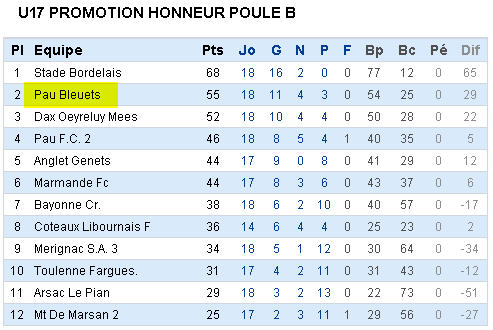 U17 PROMOTION HONNEUR POULE B
Pl Equipe Pts Jo G N P F Bp Bc Pé Dif
1 Stade Bordelais 68 18 16 2 0 0 77 12 0 65
2 Pau Bleuets 55 18 11 4 3 0 54 25 0 29
3 Dax Oeyreluy Mees 52 18 10 4 4 0 50 28 0 22
4 Pau F.C. 2 46 18 8 5 4 1 40 35 0 5
5 Anglet Genets 44 17 9 0 8 0 41 29 0 12
6 Marmande Fc 44 17 8 3 6 0 43 37 0 6
7 Bayonne Cr. 38 18 6 2 10 0 40 57 0 -17
8 Coteaux Libournais F 36 14 6 4 4 0 25 23 0 2
9 Merignac S.A. 3 34 18 5 1 12 0 30 64 0 -34
10 Toulenne Fargues. 31 17 4 2 11 0 31 43 0 -12
11 Arsac Le Pian 29 18 3 2 13 0 22 73 0 -51
12 Mt De Marsan 2 25 17 2 3 11 1 29 56 0 -27